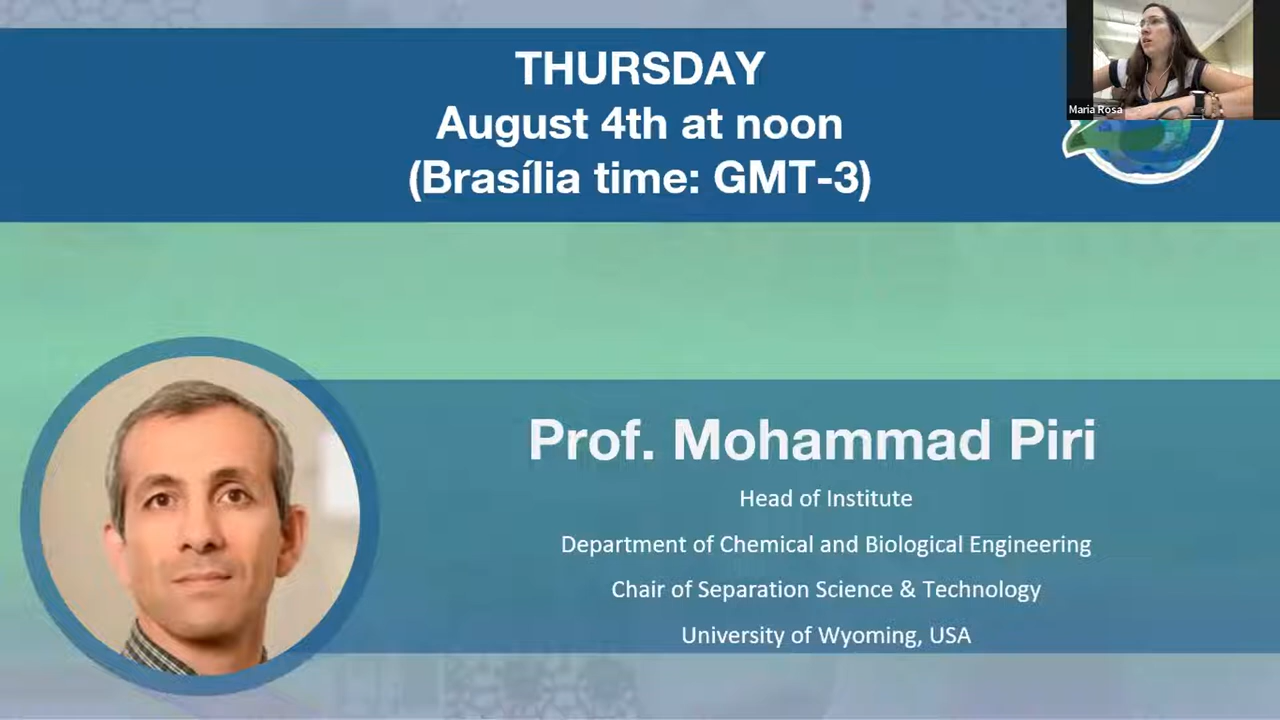 THURSDAY
August 4th at noon
(Brasília time: GMT-3)
Maria Rosa
Prof. Mohammad Piri
Head of Institute
Department of Chemical and Biological Engineering
Chair of Separation Science & Technology
University of Wyoming, USA